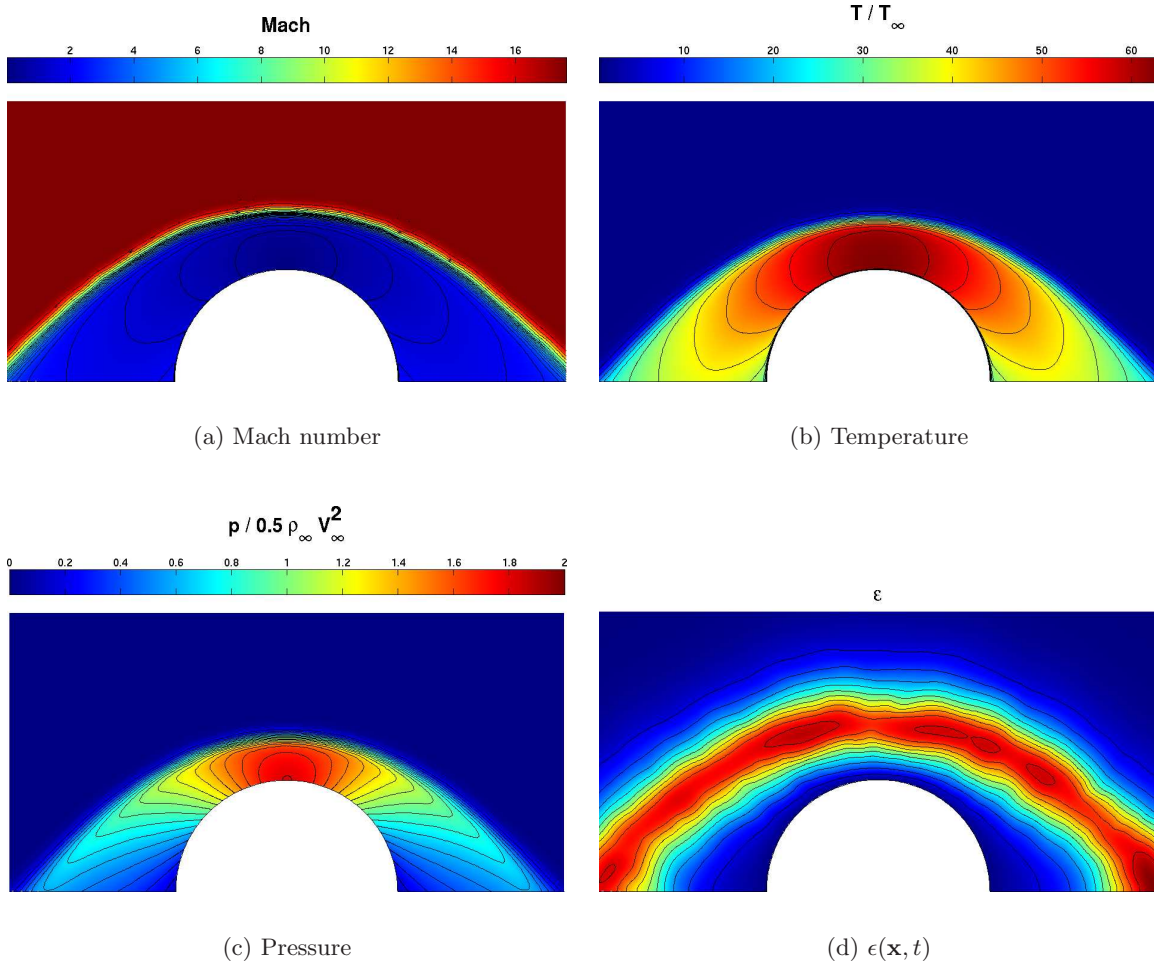 Mach
2 4 6 8 10 12 14 16
(a) Mach number
T / T∞
10 20 30 40 50 60
(b) Temperature
p / 0.5 ρ∞ V∞²
0 0.2 0.4 0.6 0.8 1 1.2 1.4 1.6 1.8 2
(c) Pressure
ε
(d) ϵ(x, t)